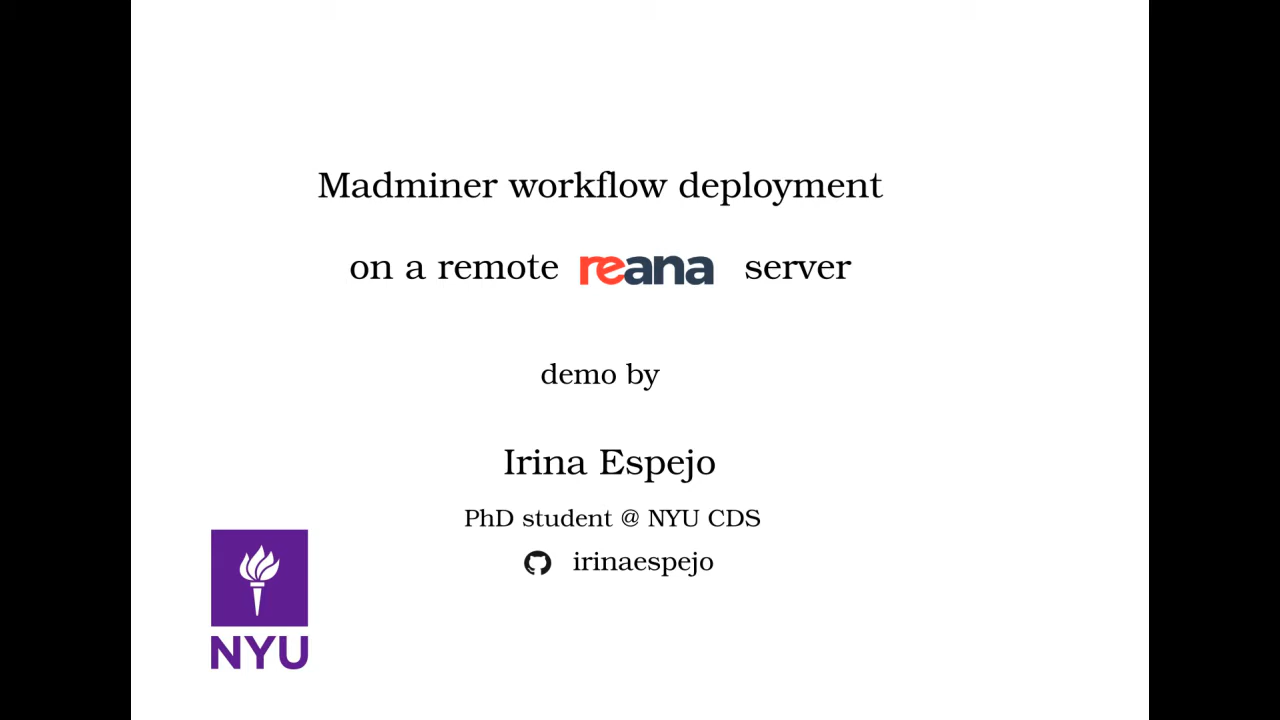 Madminer workflow deployment
on a remote reana server
demo by
Irina Espejo
PhD student @ NYU CDS
irinaespejo
NYU